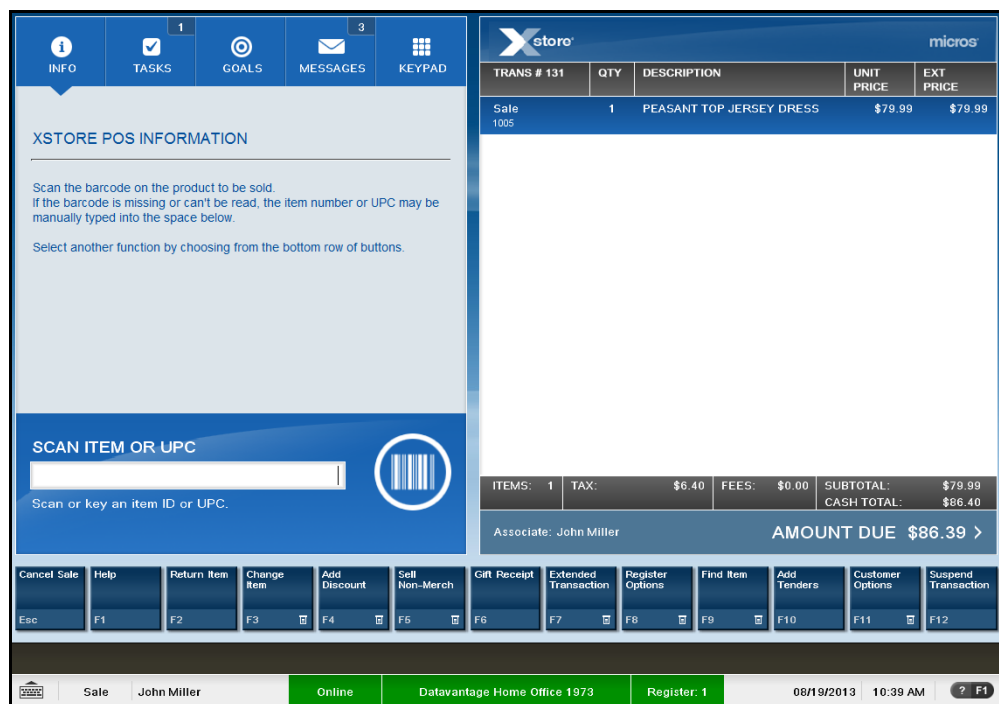 1
3
INFO
TASKS
GOALS
MESSAGES
KEYPAD
XSTORE POS INFORMATION
Scan the barcode on the product to be sold.
If the barcode is missing or can't be read, the item number or UPC may be
manually typed into the space below.
Select another function by choosing from the bottom row of buttons.
SCAN ITEM OR UPC
Scan or key an item ID or UPC.
Xstore
micros
TRANS # 131 QTY DESCRIPTION UNIT PRICE EXT PRICE
Sale 1 PEASANT TOP JERSEY DRESS $79.99 $79.99
1005
ITEMS: 1 TAX: $6.40 FEES: $0.00 SUBTOTAL: $79.99
CASH TOTAL: $86.40
Associate: John Miller AMOUNT DUE $86.39 >
Cancel Sale Esc
Help F1
Return Item F2
Change Item F3
Add Discount F4
Sell Non-Merch F5
Gift Receipt F6
Extended Transaction F7
Register Options F8
Find Item F9
Add Tenders F10
Customer Options F11
Suspend Transaction F12
Sale John Miller Online Datavantage Home Office 1973 Register: 1 08/19/2013 10:39 AM ? F1